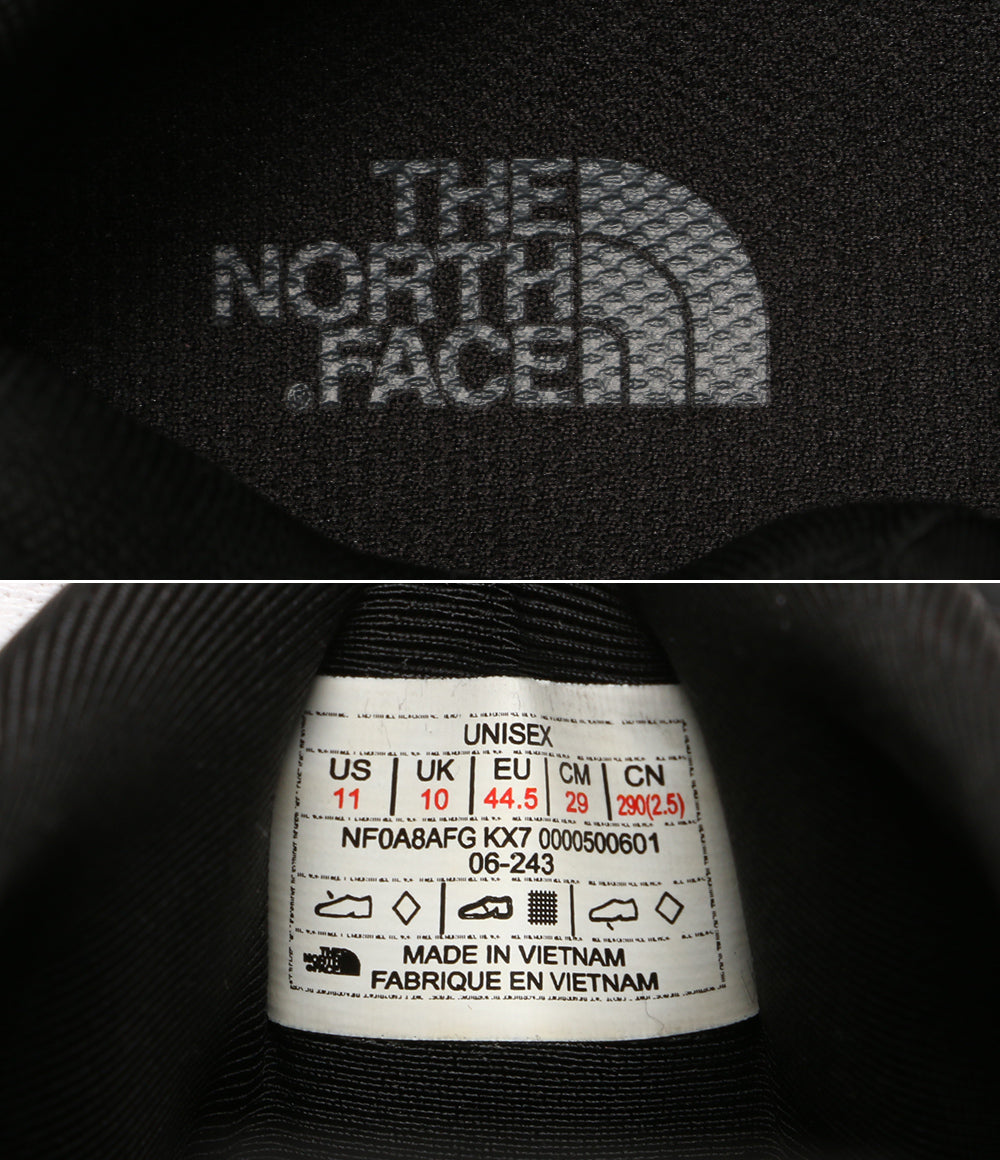 THE
NORTH
FACE®
UNISEX
US UK EU CM CN
11 10 44.5 29 290(2.5)
NF0A8AFG KX7 0000500601
06-243
THE
NORTH
FACE
MADE IN VIETNAM
FABRIQUE EN VIETNAM